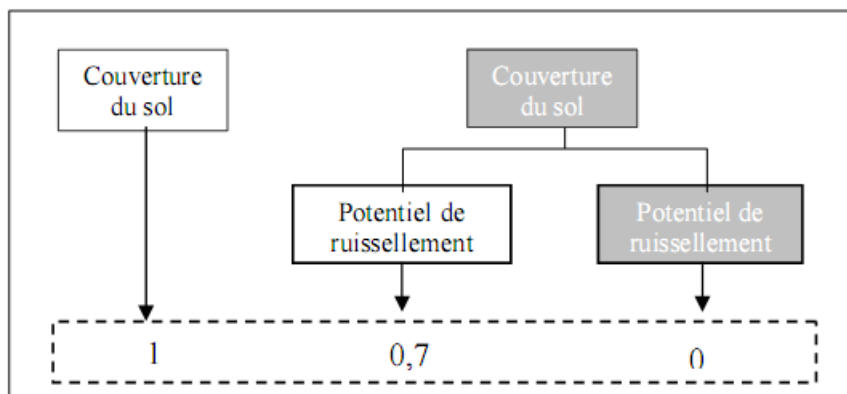 Couverture
du sol
Couverture
du sol
Potentiel de
ruissellement
Potentiel de
ruissellement
1
0,7
0